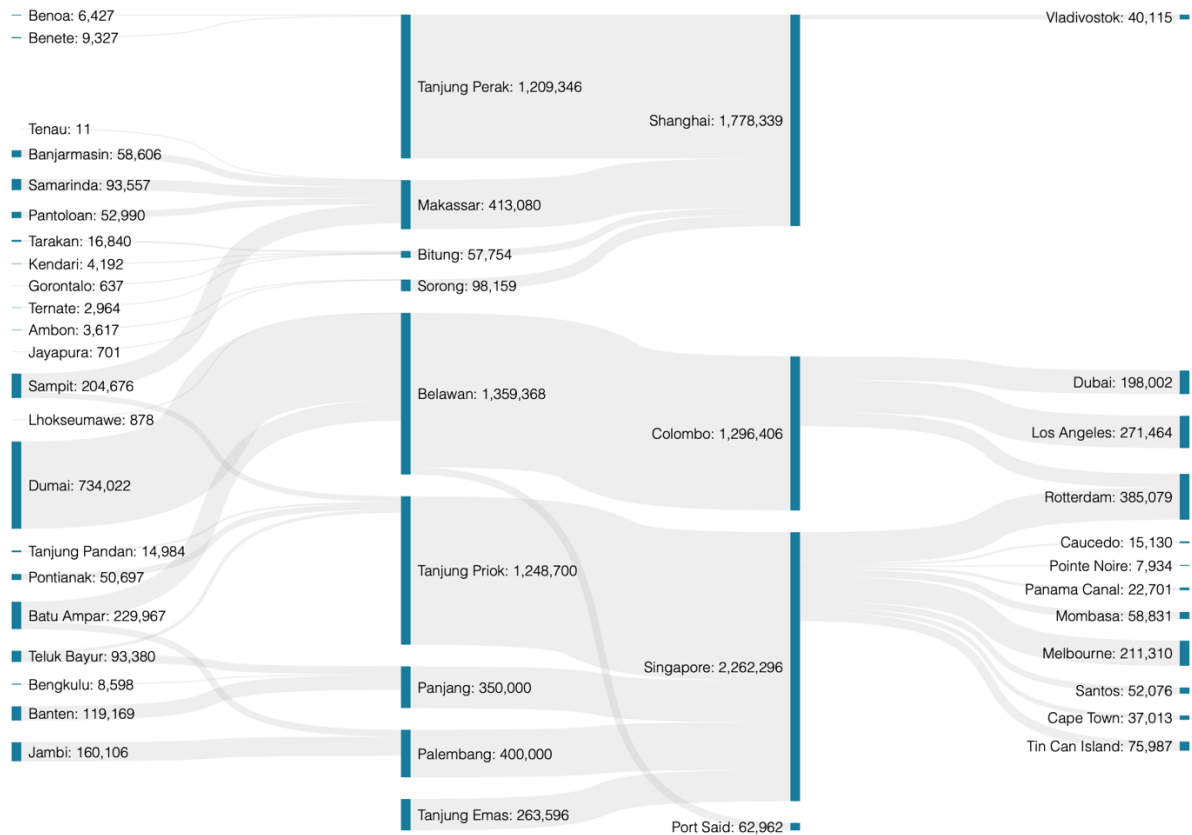 Benoa: 6,427
Benete: 9,327
Tenau: 11
Banjarmasin: 58,606
Samarinda: 93,557
Pantoloan: 52,990
Tarakan: 16,840
Kendari: 4,192
Gorontalo: 637
Ternate: 2,964
Ambon: 3,617
Jayapura: 701
Sampit: 204,676
Lhokseumawe: 878
Dumai: 734,022
Tanjung Pandan: 14,984
Pontianak: 50,697
Batu Ampar: 229,967
Teluk Bayur: 93,380
Bengkulu: 8,598
Banten: 119,169
Jambi: 160,106
Tanjung Perak: 1,209,346
Makassar: 413,080
Bitung: 57,754
Sorong: 98,159
Belawan: 1,359,368
Tanjung Priok: 1,248,700
Panjang: 350,000
Palembang: 400,000
Tanjung Emas: 263,596
Shanghai: 1,778,339
Colombo: 1,296,406
Singapore: 2,262,296
Port Said: 62,962
Vladivostok: 40,115
Dubai: 198,002
Los Angeles: 271,464
Rotterdam: 385,079
Caucedo: 15,130
Pointe Noire: 7,934
Panama Canal: 22,701
Mombasa: 58,831
Melbourne: 211,310
Santos: 52,076
Cape Town: 37,013
Tin Can Island: 75,987